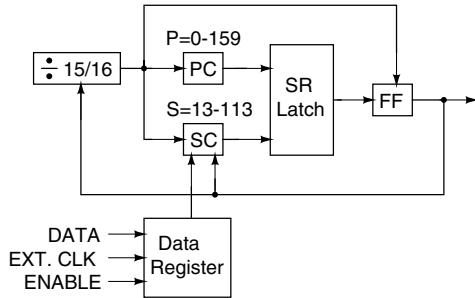 P=0-159
÷ 15/16
PC
SR
Latch
FF
S=13-113
SC
DATA
EXT. CLK
ENABLE
Data
Register